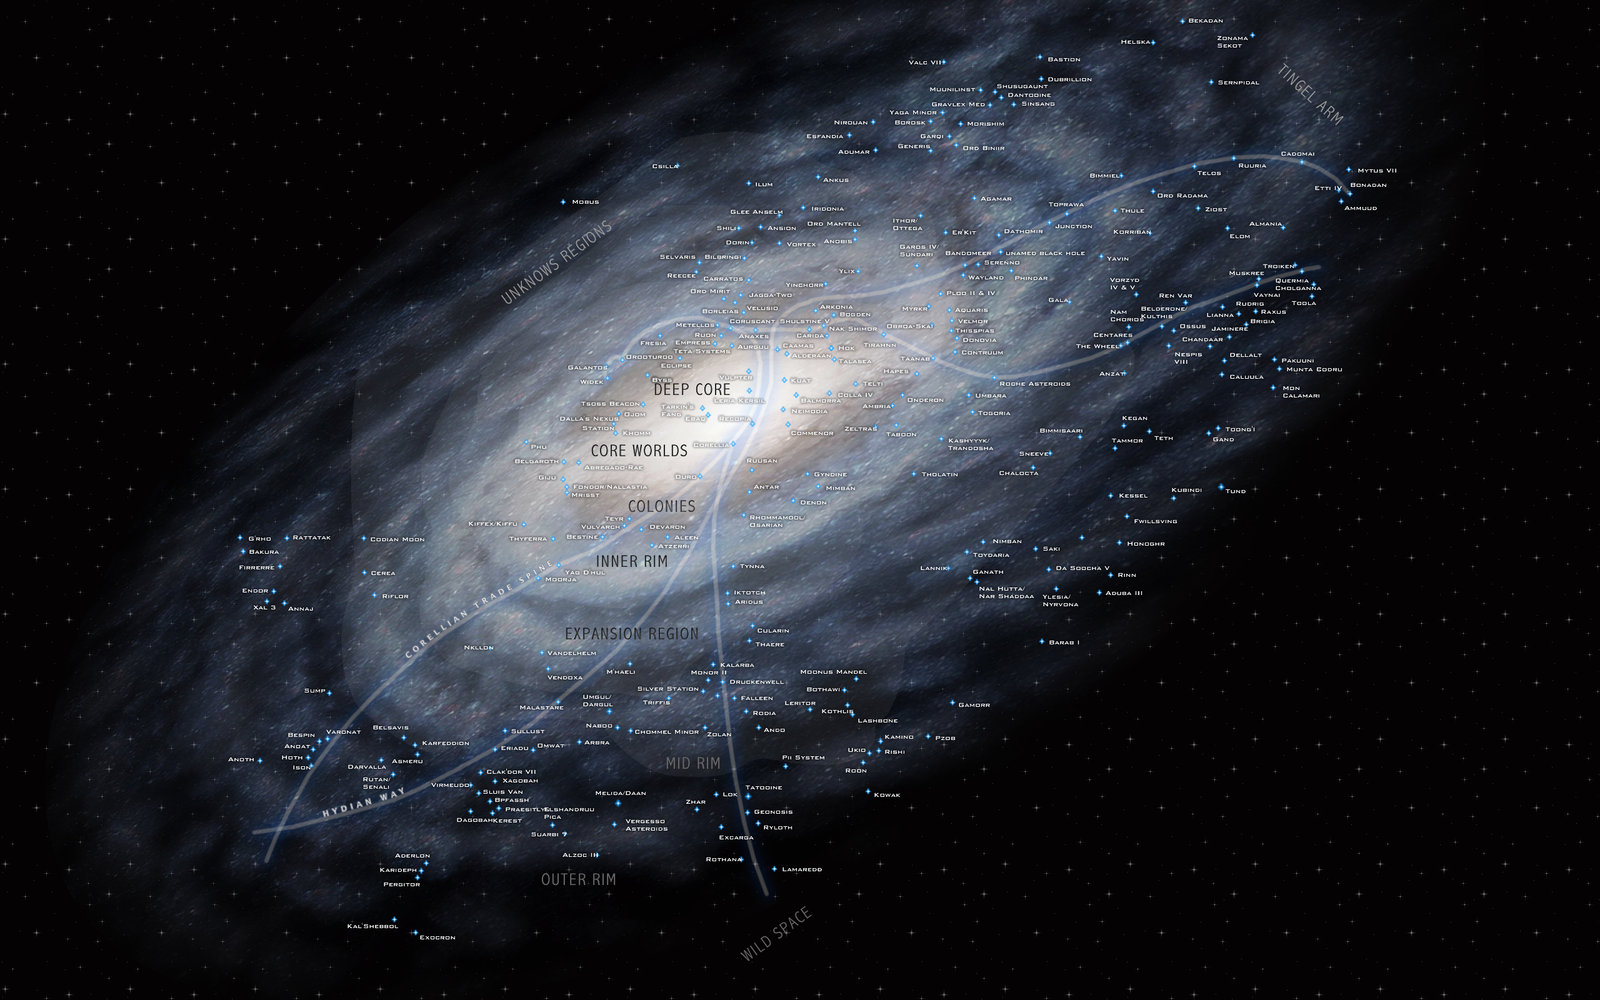 BEKADAN
ZONAMA
SEKOT
HELSKA
BASTION
VALC VII
TINGEL ARM
DUBRILLION
SERNPIDAL
MUUNILINST
SHUSUGAUNT
DANTOOINE
GRAVLEX MED
SINSANG
YAGA MINOR
NIROUAN
BOROSK
MORISHIM
ESFANDIA
GARQI
GENERIS
ORD BINIIR
ADUMAR
CADOMAI
RUURIA
CSILLA
TELOS
MYTUS VII
BIMMIEL
ANKUS
ILUM
ETTI IV
BONADAN
ORD RADAMA
AGAMAR
MOBUS
TOPRAWA
AMMUUD
GLEE ANSELM
IRIDONIA
THULE
ZIOST
ITHOR/
OTTEGA
ORD MANTELL
JUNCTION
ALMANIA
SHILI
ANSION
ER'KIT
DATHOMIR
KORRIBAN
ELOM
DORIN
VORTEX
ANOBIS
GAROS IV/
SUNDARI
BANDOMEER
UNAMED BLACK HOLE
SELVARIS
BILBRINGI
YAVIN
SERENNO
TROIKEN
UNKNOWS REGIONS
REECEE
YLIX
MUSKREE
CARRATOS
WAYLAND
PHINDAR
VORZYD
IV & V
QUERMIA
YINCHORR
CHOLGANNA
ORD MIRIT
JAGGA-TWO
PLOO II & IV
REN VAR
VAYNAI
GALA
TOOLA
BORLEIAS
VELUSIO
ARKONIA
BOGDEN
MYRKR
AQUARIS
NAM
CHORIOS
BELDERONE/
KULTHIS
RUDRIG
LIANNA
RAXUS
METELLOS
CORUSCANT
SHULSTINE V
VELMOR
BRIGIA
OBROA-SKAI
NAK SHIMOR
OSSUS
JAMINERE
RUON
ANAXES
CARIDA
THISSPIAS
CENTARES
CHANDAAR
FRESIA
EMPRESS
TETA SYSTEMS
AURGUU
CAAMAS
HOK
TIRAHNN
DONOVIA
THE WHEEL
NESPIS
VIII
DELLALT
ORODTUROO
ECLIPSE
ALDERAAN
TALASEA
TAANAB
CONTRUUM
PAKUUNI
GALANTOS
MUNTA CODRU
WIDEK
BYSS
VULPTER
KUAT
TELTI
HAPES
ROCHE ASTEROIDS
ANZAT
CALUULA
DEEP CORE
MON
CALAMARI
BALMORRA
COLLA IV
ONDERON
UMBARA
TSOSS BEACON
TARKIN'S
FANG
NEIMODIA
AMBRIA
TOGORIA
OJOM
DALLA'S NEXUS
STATION
KEGAN
KHOMM
COMMENOR
ZELTRAS
TABOON
BIMMISAARI
TOONG'I
GAND
PHU
CORE WORLDS
CORELLIA
KASHYYYK/
TRANDOSHA
TAMMOR
TETH
SNEEVE
BELGAROTH
ABREGADO-RAE
RUUSAN
CHALOCTA
GIJU
DURO
GYNDINE
THOLATIN
FONDOR/NALLASTIA
MRISST
ANTAR
MIMBAN
KESSEL
KUBINDI
TUND
COLONIES
DENON
KIFFEX/KIFFU
TEYR
VULVARCH
DEVARON
RHOMMAMOOL/
OSARIAN
FWILLSVING
G'RHO
RATTATAK
CODIAN MOON
THYFERRA
BESTINE
ALEEN
ATZERRI
NIMBAN
HONOGHR
BAKURA
TOYDARIA
SAKI
INNER RIM
FIRRERRE
CEREA
YAG D'HUL
MOORJA
TYNNA
LANNIK
GANATH
DA SOOCHA V
RINN
ENDOR
RIFLOR
IKTOTCH
ARIOUS
NAL HUTTA/
NAR SHADDAA
YLESIA/
NYRVONA
ADUBA III
XAL 3
ANNAJ
CORELLIAN TRADE SPINE
EXPANSION REGION
CULARIN
THAERE
BARAB I
NKLLON
VANDELHELM
VENDOXA
M'HAELI
KALARBA
MONOR II
MOONUS MANDEL
DRUCKENWELL
SUMP
SILVER STATION
BOTHAWI
UMGUL/
DARGUL
TRIFFIS
FALLEEN
LERITOR
GAMORR
MALASTARE
RODIA
KOTHLIS
LASHBONE
BELSAVIS
NABOO
CHOMMEL MINOR
ZOLAN
ANDO
BESPIN
VARONAT
SULLUST
KAMINO
PZOB
ANOAT
KARFEDDION
ERIADU
OMWAT
ARBRA
UKIO
RISHI
ANOTH
HOTH
ISON
ASMERU
PII SYSTEM
DARVALLA
MID RIM
ROON
RUTAN/
SENALI
CLAK'DOR VII
XAGOBAH
VIRMEUDO
TATOOINE
KOWAK
HYDIAN WAY
SLUIS VAN
BPFASSH
MELIDA/DAAN
LOK
ZHAR
PRAESITLYN
ELSHANDRUU
PICA
DAGOBAH
KEREST
GEONOSIS
VERGESSO
ASTEROIDS
RYLOTH
SUARBI 7
EXCARGA
ALZOC III
ADERLON
ROTHANA
KARIDEPH
LAMAREDD
PERGITOR
OUTER RIM
KAL'SHEBBOL
EXOCRON
WILD SPACE